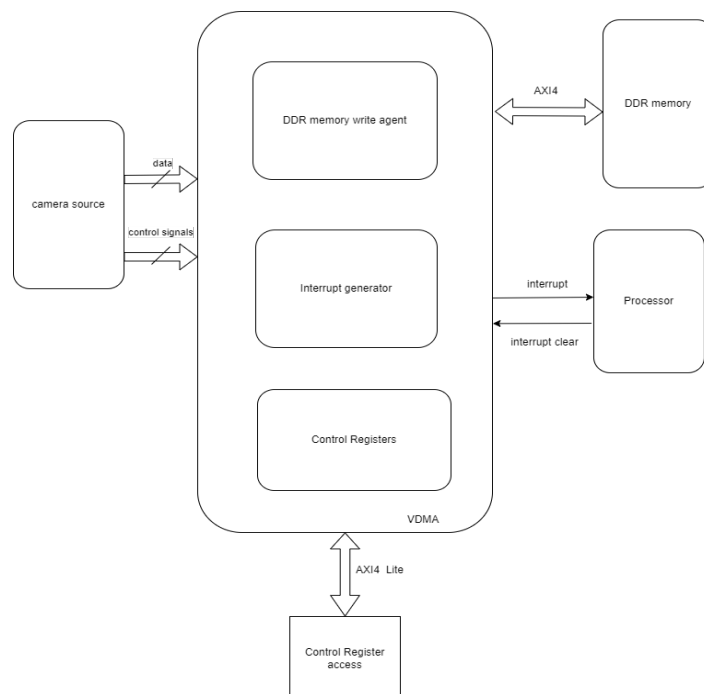 DDR memory write agent
AXI4
DDR memory
data
camera source
control signals
Interrupt generator
interrupt
Processor
interrupt clear
Control Registers
VDMA
AXI4 Lite
Control Register
access